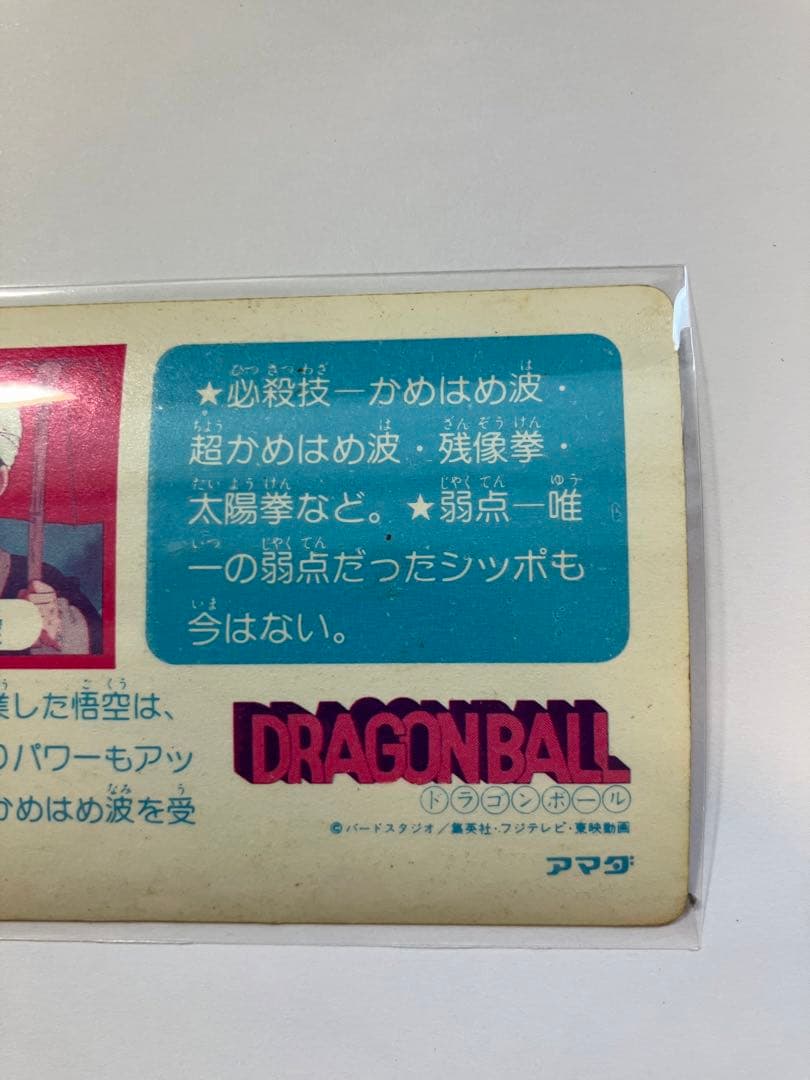 ★必殺技―かめはめ波・
超かめはめ波・残像拳・
太陽拳など。★弱点―唯
一の弱点だったシッポも
今はない。
業した悟空は、
りパワーもアッ
かめはめ波を受
DRAGONBALL
ドラゴンボール
©バードスタジオ/集英社・フジテレビ・東映動画
アマダ